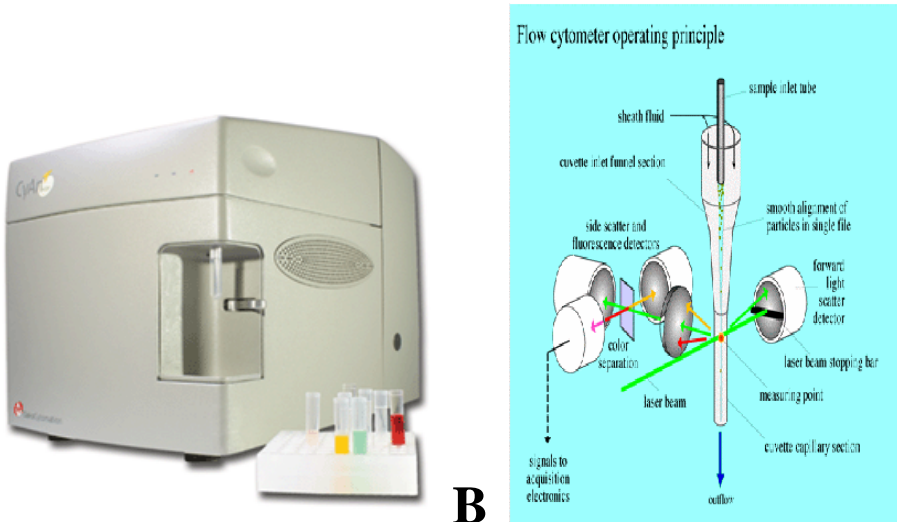 Flow cytometer operating principle
sample inlet tube
sheath fluid
cuvette inlet funnel section
smooth alignment of
particles in single file
side scatter and
fluorescence detectors
forward
light
scatter
detector
color
separation
laser beam stopping bar
laser beam
measuring point
cuvette capillary section
signals to
acquisition
electronics
outflow
CyAn
B